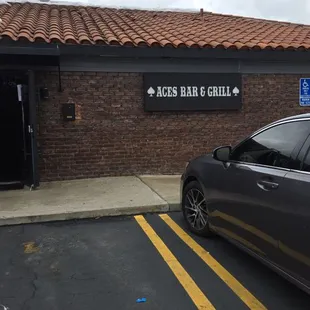 ♠ ACES BAR & GRILL ♠